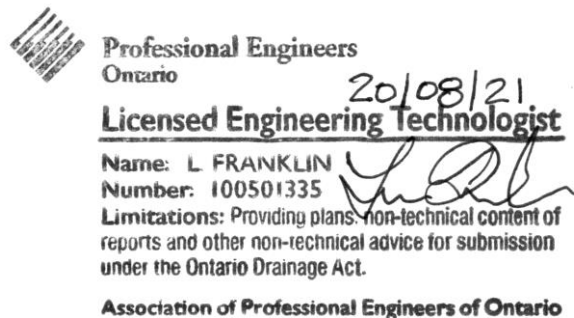 Professional Engineers
Ontario
20/08/21
Licensed Engineering Technologist
Name: L FRANKLIN
Number: 100501335
Limitations: Providing plans, non-technical content of
reports and other non-technical advice for submission
under the Ontario Drainage Act.
Association of Professional Engineers of Ontario